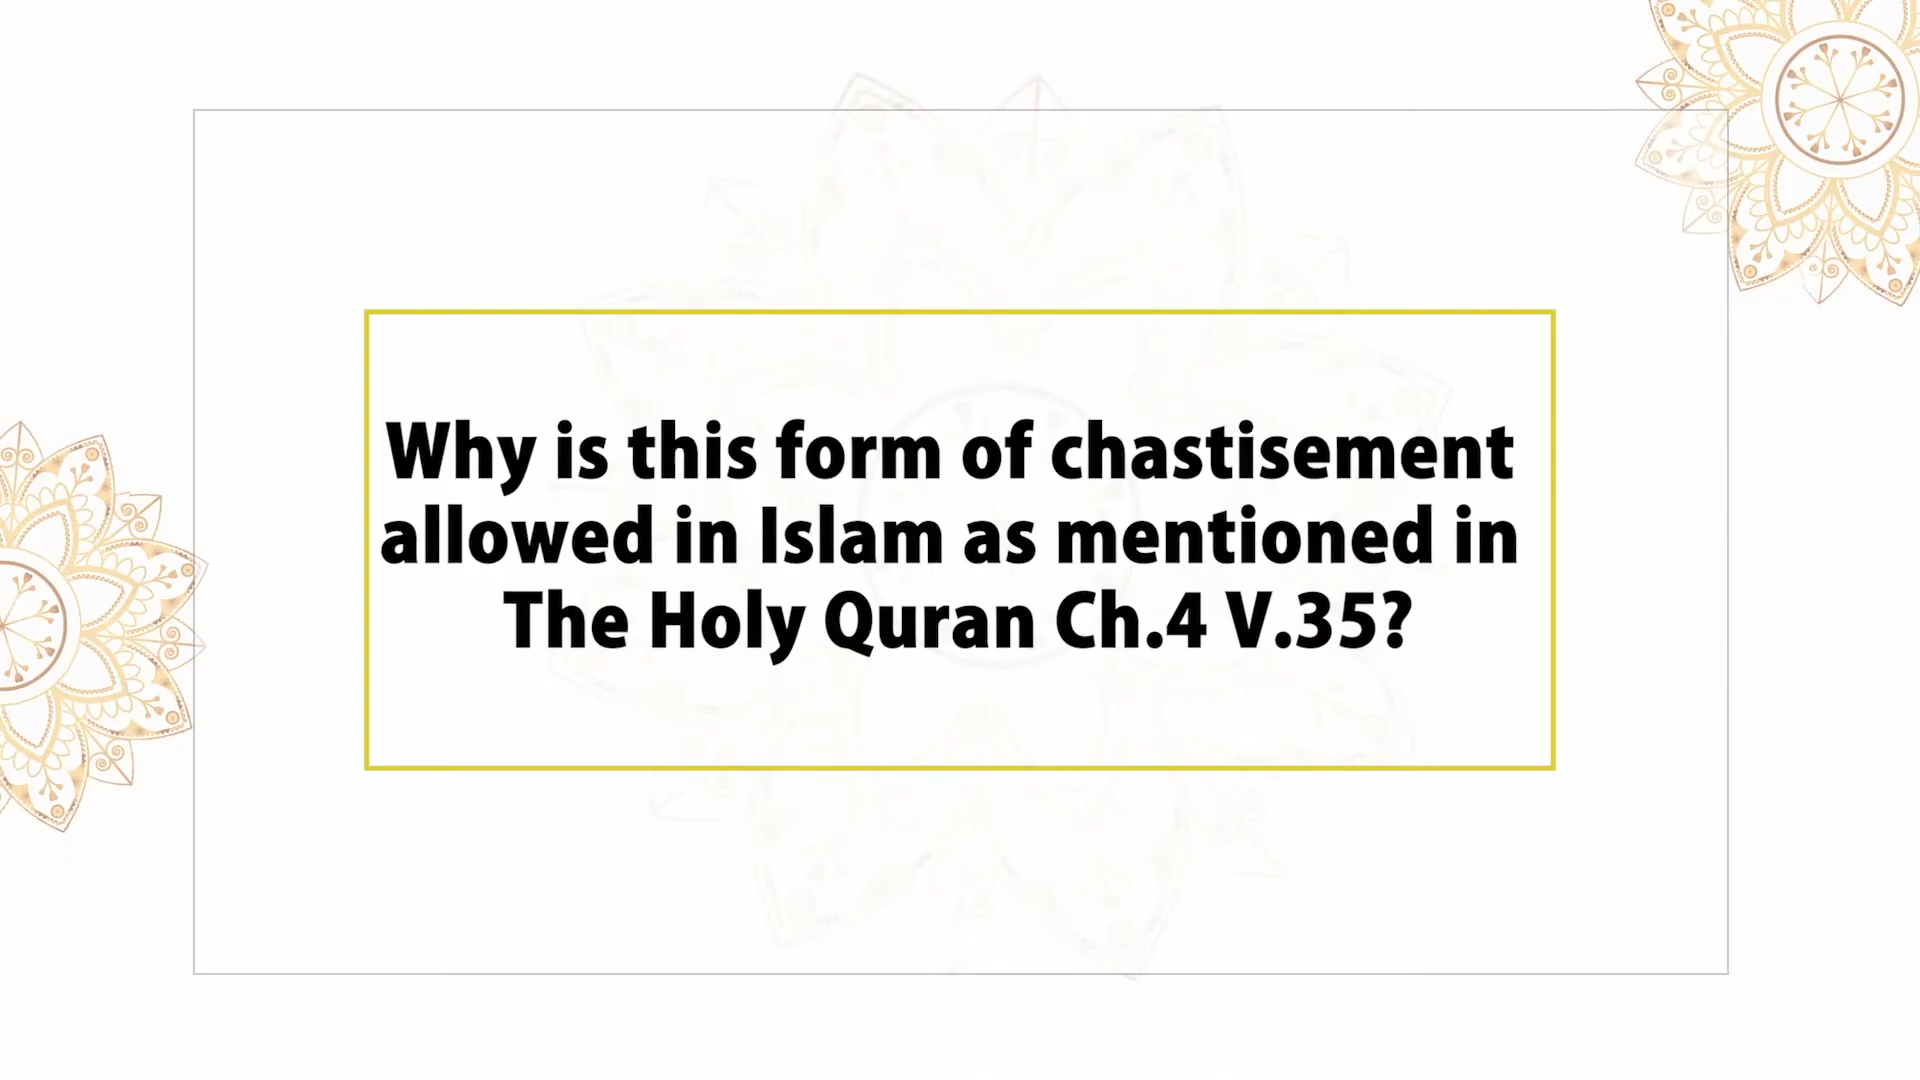 Why is this form of chastisement
allowed in Islam as mentioned in
The Holy Quran Ch.4 V.35?